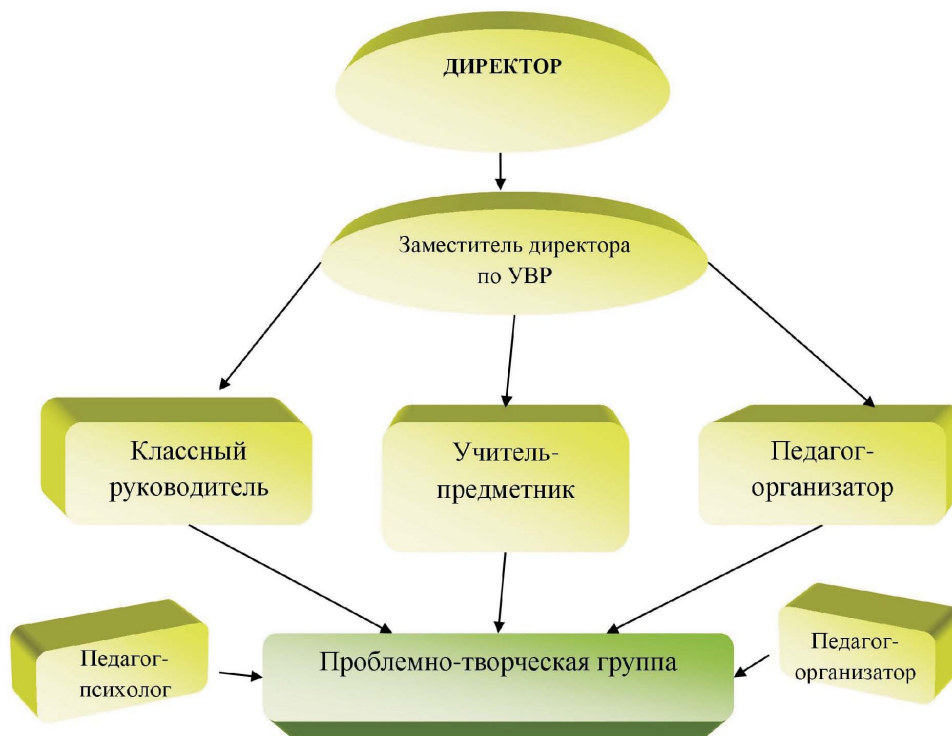 ДИРЕКТОР
Заместитель директора
по УВР
Классный
руководитель
Учитель-
предметник
Педагог-
организатор
Педагог-
психолог
Проблемно-творческая группа
Педагог-
организатор